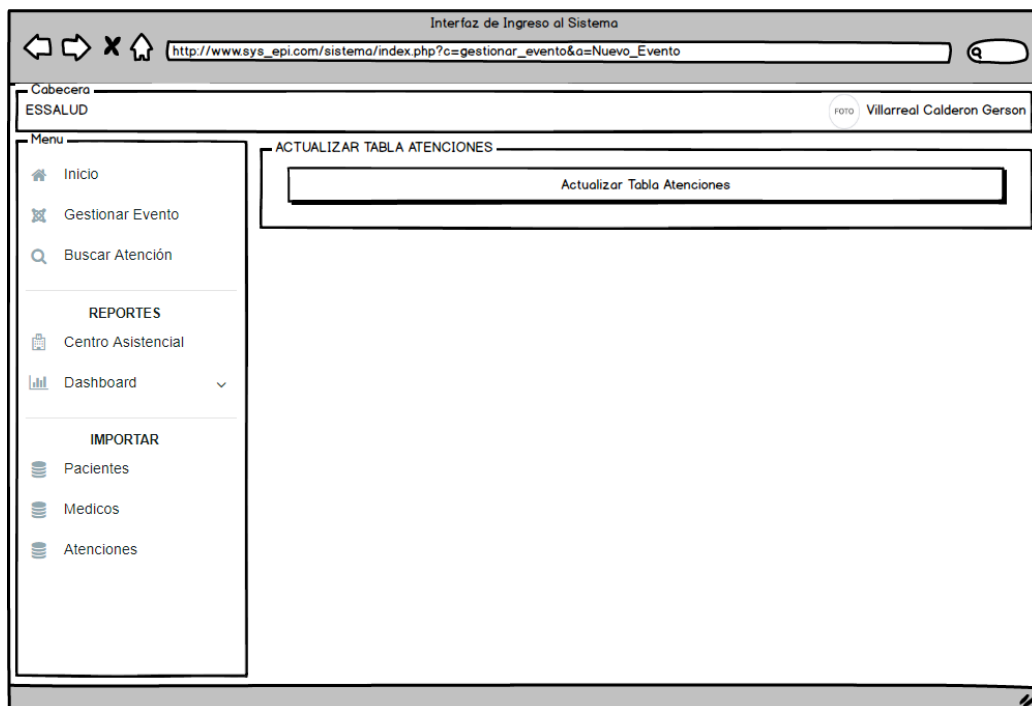 Interfaz de Ingreso al Sistema
http://www.sys_epi.com/sistema/index.php?c=gestionar_evento&a=Nuevo_Evento
Cabecera
ESSALUD
FOTO Villarreal Calderon Gerson
Menu
Inicio
Gestionar Evento
Buscar Atención
REPORTES
Centro Asistencial
Dashboard
IMPORTAR
Pacientes
Medicos
Atenciones
ACTUALIZAR TABLA ATENCIONES
Actualizar Tabla Atenciones